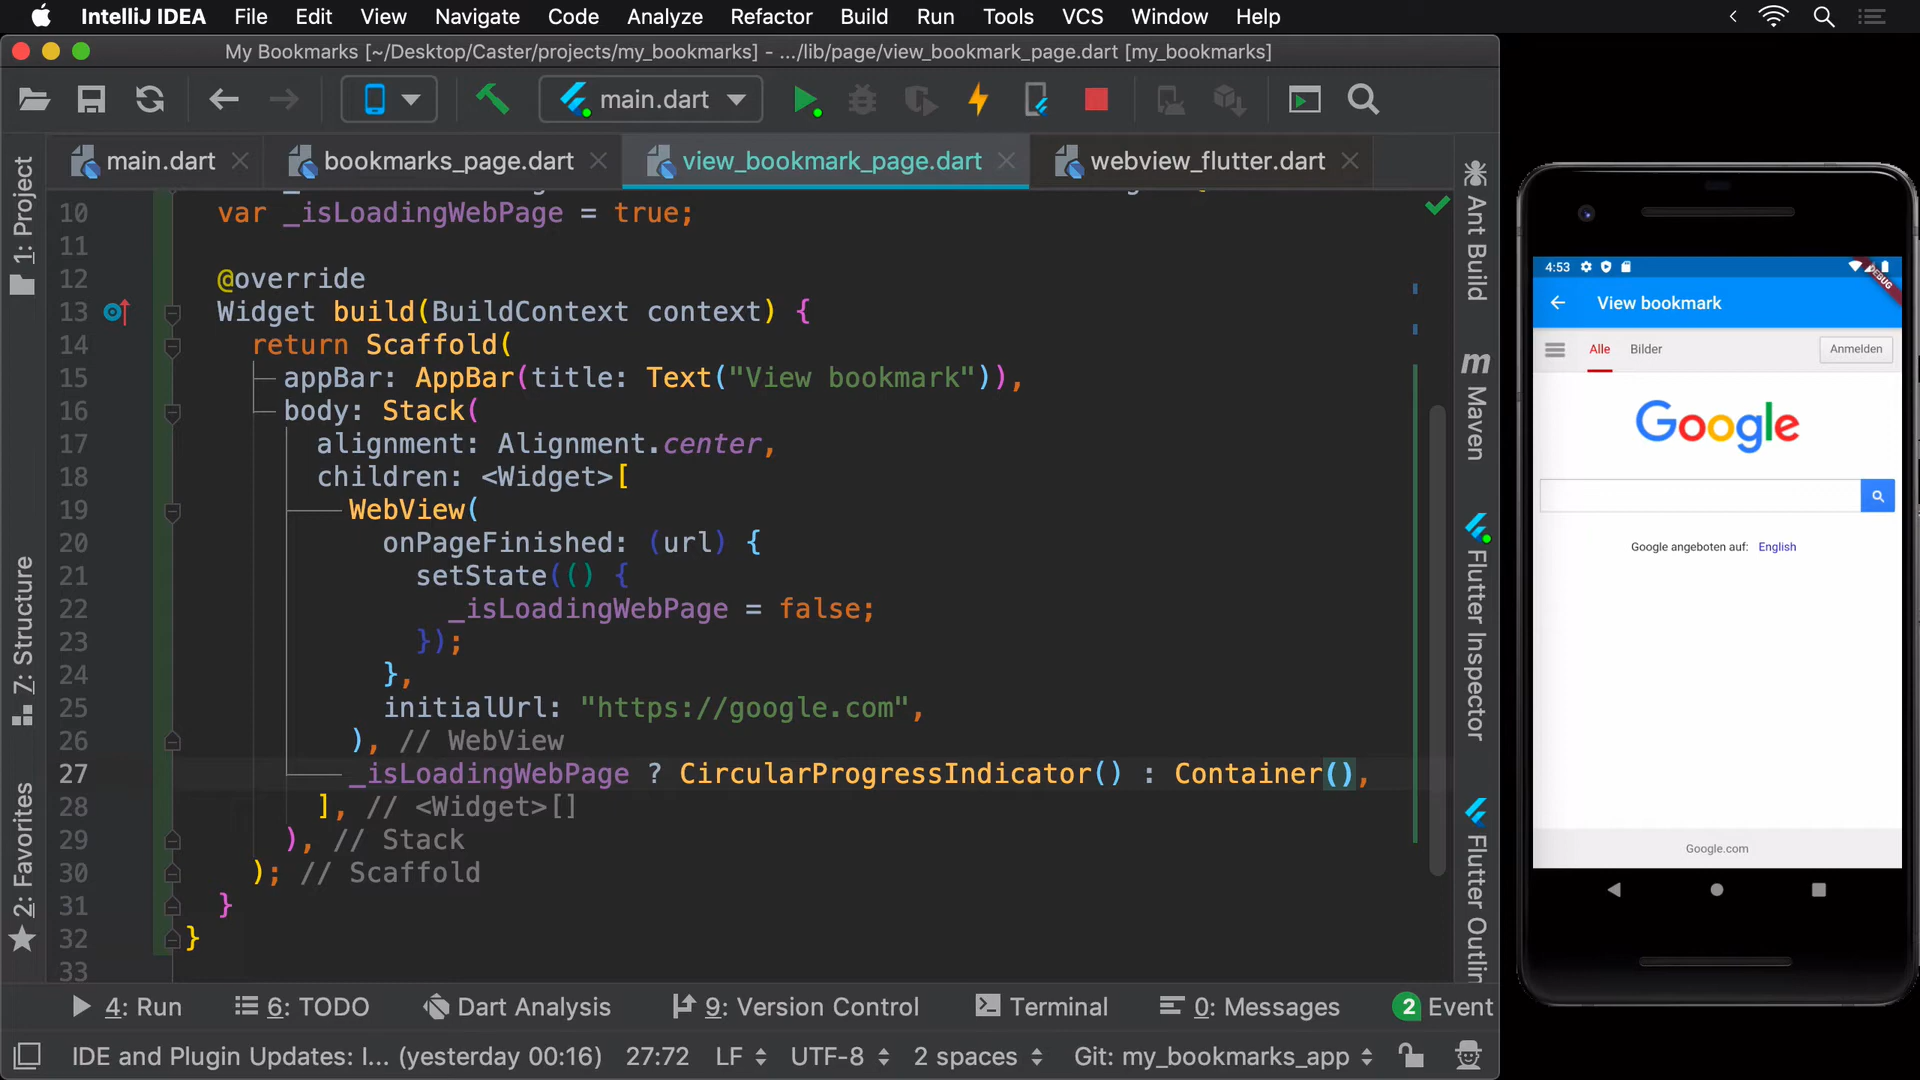 IntelliJ IDEA File Edit View Navigate Code Analyze Refactor Build Run Tools VCS Window Help
My Bookmarks [~/Desktop/Caster/projects/my_bookmarks] - .../lib/page/view_bookmark_page.dart [my_bookmarks]
main.dart
main.dart bookmarks_page.dart view_bookmark_page.dart webview_flutter.dart
1: Project
Z: Structure
2: Favorites
10 var _isLoadingWebPage = true;
11
12 @override
13 Widget build(BuildContext context) {
14 return Scaffold(
15 appBar: AppBar(title: Text("View bookmark")),
16 body: Stack(
17 alignment: Alignment.center,
18 children: <Widget>[
19 WebView(
20 onPageFinished: (url) {
21 setState(() {
22 _isLoadingWebPage = false;
23 });
24 },
25 initialUrl: "https://google.com",
26 ), // WebView
27 _isLoadingWebPage ? CircularProgressIndicator() : Container(),
28 ], // <Widget>[]
29 ), // Stack
30 ); // Scaffold
31 }
32 }
33
Ant Build
m Maven
Flutter Inspector
Flutter Outlin
4: Run 6: TODO Dart Analysis 9: Version Control Terminal 0: Messages 2 Event
IDE and Plugin Updates: I... (yesterday 00:16) 27:72 LF UTF-8 2 spaces Git: my_bookmarks_app
4:53
DEBUG
View bookmark
Alle Bilder Anmelden
Google
Google angeboten auf: English
Google.com